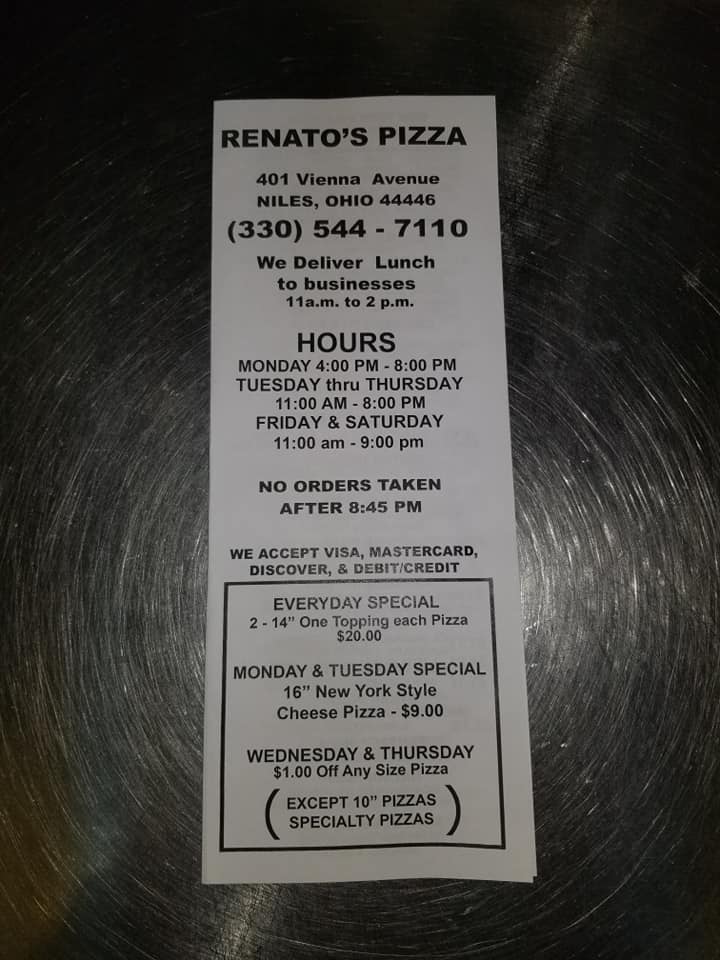 RENATO'S PIZZA
401 Vienna Avenue
NILES, OHIO 44446
(330) 544 - 7110
We Deliver Lunch
to businesses
11a.m. to 2 p.m.
HOURS
MONDAY 4:00 PM - 8:00 PM
TUESDAY thru THURSDAY
11:00 AM - 8:00 PM
FRIDAY & SATURDAY
11:00 am - 9:00 pm
NO ORDERS TAKEN
AFTER 8:45 PM
WE ACCEPT VISA, MASTERCARD,
DISCOVER, & DEBIT/CREDIT
EVERYDAY SPECIAL
2 - 14" One Topping each Pizza
$20.00
MONDAY & TUESDAY SPECIAL
16" New York Style
Cheese Pizza - $9.00
WEDNESDAY & THURSDAY
$1.00 Off Any Size Pizza
(EXCEPT 10" PIZZAS
SPECIALTY PIZZAS)